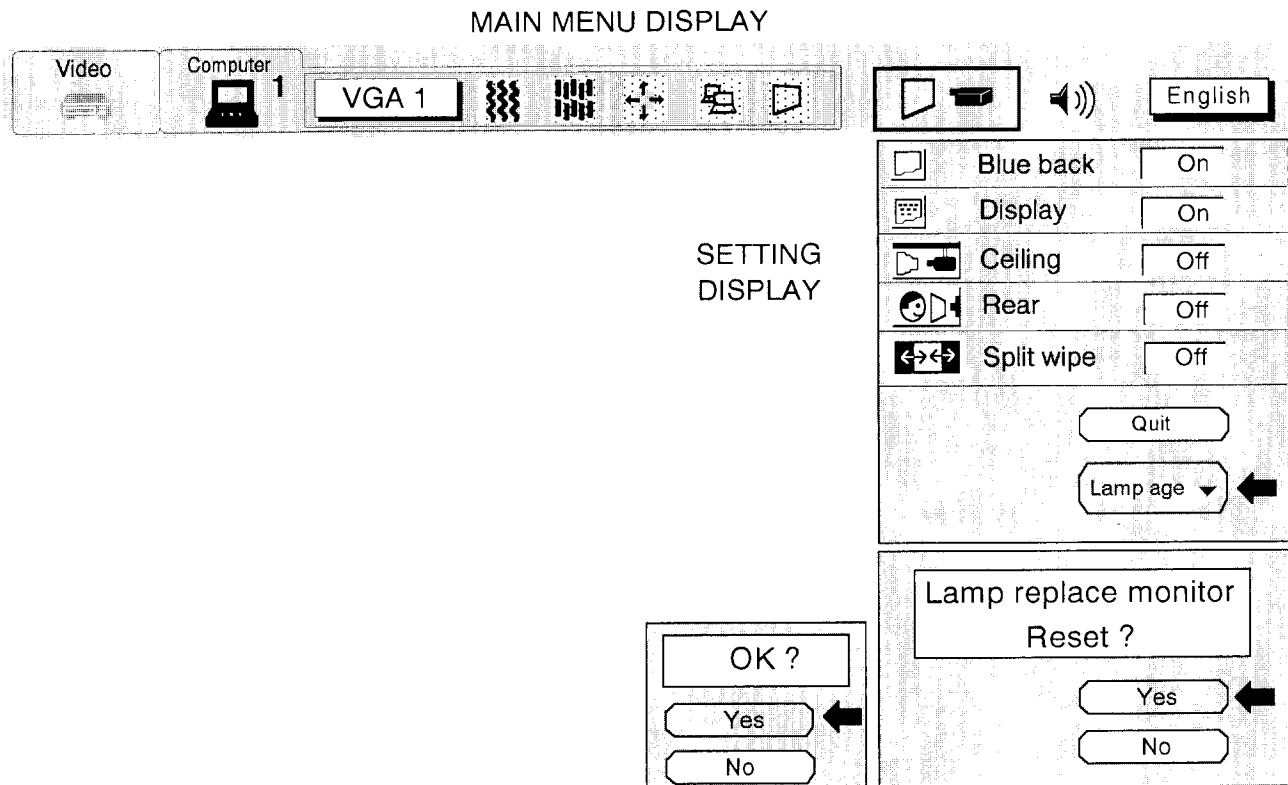 MAIN MENU DISPLAY
Video
Computer
1
VGA 1
English
Blue back On
Display On
SETTING
DISPLAY
Ceiling Off
Rear Off
Split wipe Off
Quit
Lamp age
Lamp replace monitor
Reset ?
Yes
No
OK ?
Yes
No